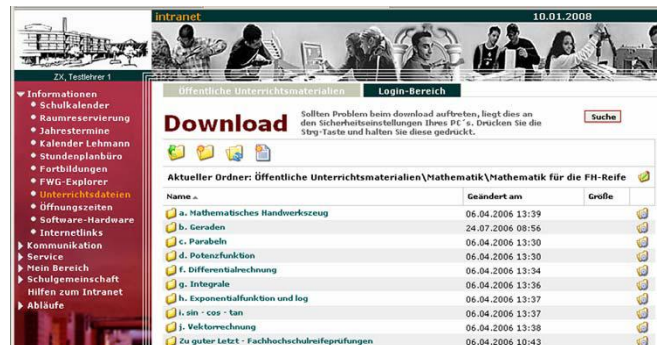 intranet
10.01.2008
ZX, Testlehrer 1
Öffentliche Unterrichtsmaterialien
Login-Bereich
Informationen
Schulkalender
Raumreservierung
Jahrestermine
Kalender Lehmann
Stundenplanbüro
Fortbildungen
FWG-Explorer
Unterrichtsdateien
Öffnungszeiten
Software-Hardware
Internetlinks
Kommunikation
Service
Mein Bereich
Schulgemeinschaft
Hilfen zum Intranet
Abläufe
Download
Sollten Problem beim download auftreten, liegt dies an
den Sicherheitseinstellungen Ihres PC´s. Drücken Sie die
Strg-Taste und halten Sie diese gedrückt.
Suche
Aktueller Ordner: Öffentliche Unterrichtsmaterialien\Mathematik\Mathematik für die FH-Reife
Name Geändert am Größe
a. Mathematisches Handwerkszeug 06.04.2006 13:39
b. Geraden 24.07.2006 08:56
c. Parabeln 06.04.2006 13:30
d. Potenzfunktion 06.04.2006 13:30
f. Differentialrechnung 06.04.2006 13:34
g. Integrale 06.04.2006 13:36
h. Exponentialfunktion und log 06.04.2006 13:37
i. sin - cos - tan 06.04.2006 13:37
j. Vektorrechnung 06.04.2006 13:38
Zu guter Letzt - Fachhochschulreifeprüfungen 06.04.2006 10:43